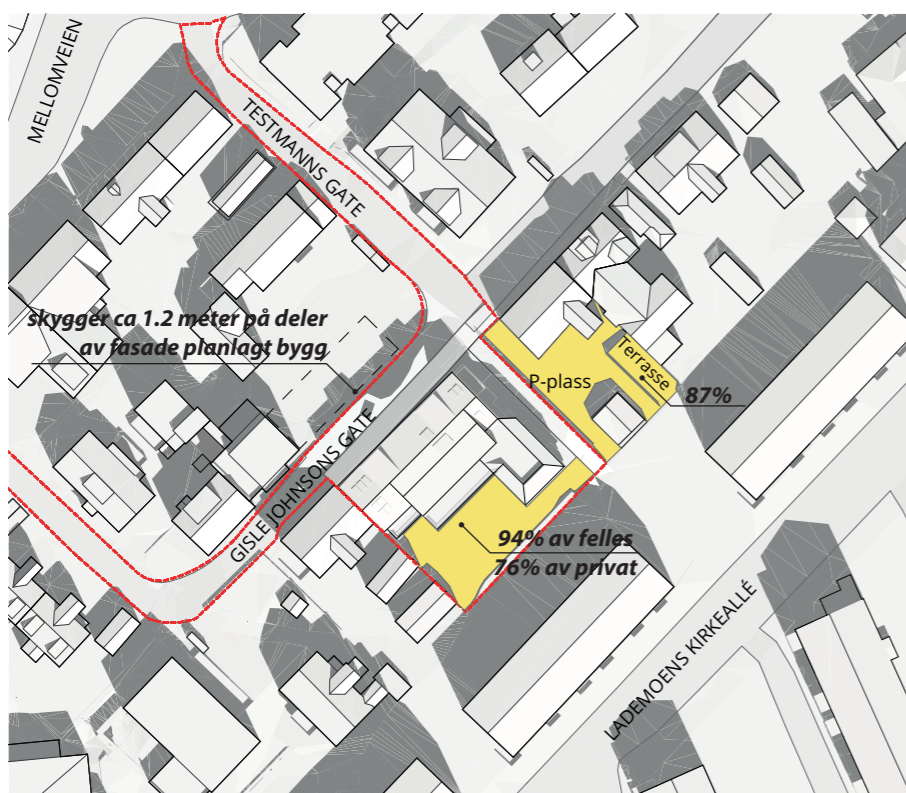 MELLOMVEIEN
TESTMANNS GATE
skygger ca 1.2 meter på deler
av fasade planlagt bygg
Terrasse
P-plass
87%
GISLE JOHNSONS GATE
94% av felles
76% av privat
LADEMOENS KIRKEALLÉ